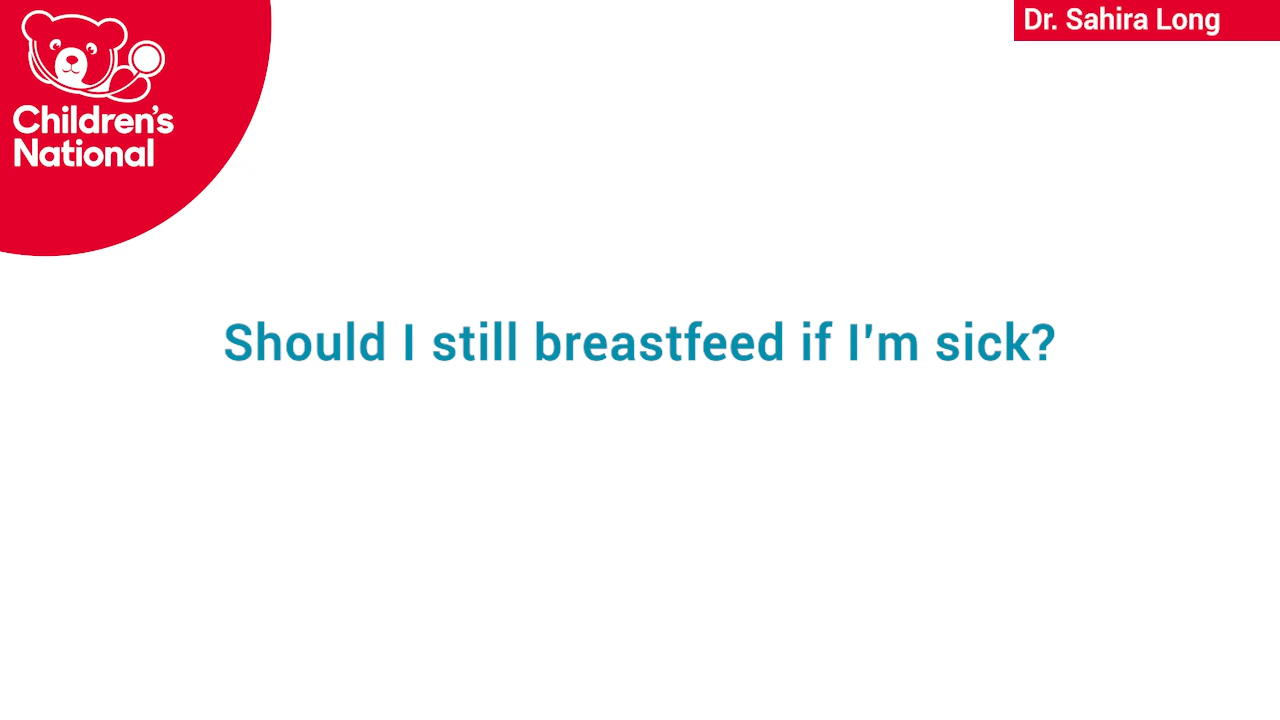 Children's
National
Dr. Sahira Long
Should I still breastfeed if I'm sick?